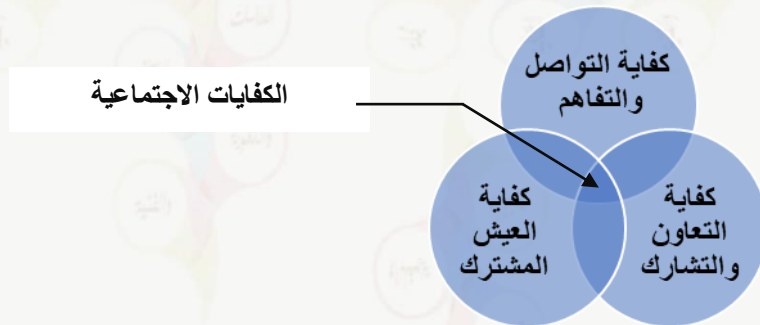 الكفايات الاجتماعية
كفاية التواصل
والتفاهم
كفاية
التعاون
والتشارك
كفاية
العيش
المشترك